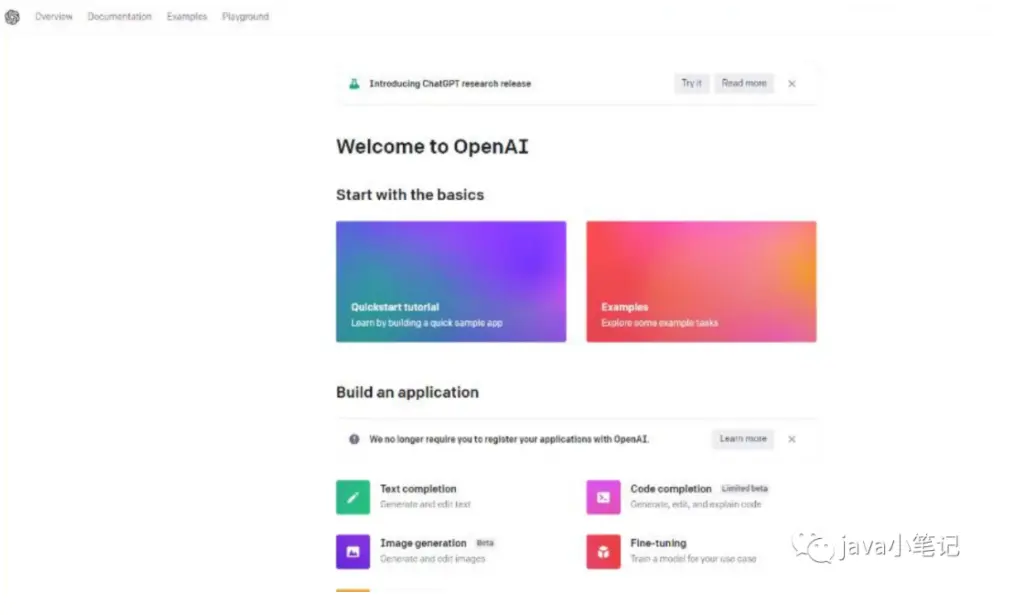 Overview Documentation Examples Playground
Introducing ChatGPT research release Try it Read more
Welcome to OpenAI
Start with the basics
Quickstart tutorial
Learn by building a quick sample app
Examples
Explore some example tasks
Build an application
We no longer require you to register your applications with OpenAI. Learn more
Text completion
Generate and edit text
Code completion Limited beta
Generate, edit, and explain code
Image generation Beta
Generate and edit images
Fine-tuning
Train a model for your use case
java小笔记